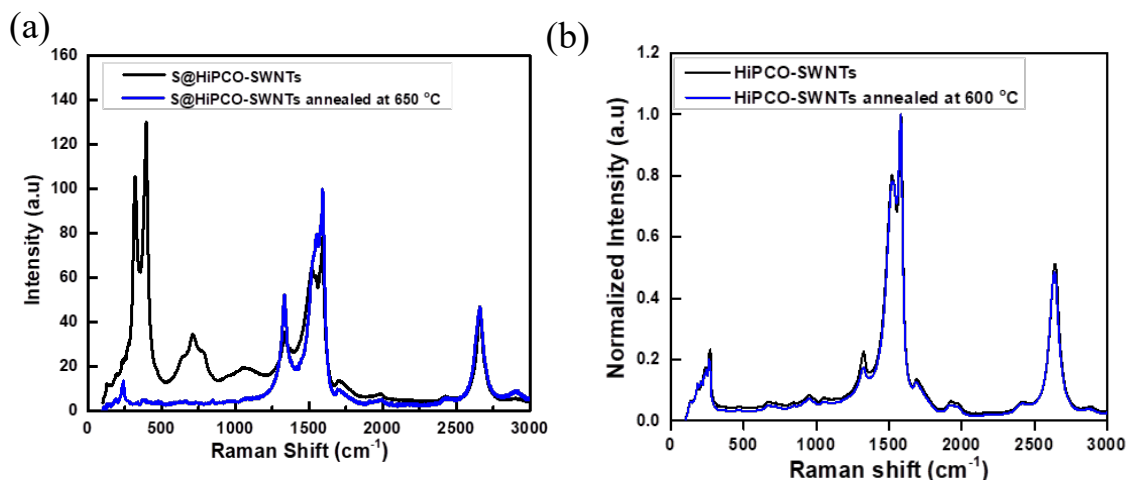 (a)
160
140
120
100
80
60
40
20
0
Intensity (a.u)
S@HiPCO-SWNTs
S@HiPCO-SWNTs annealed at 650 °C
0 500 1000 1500 2000 2500 3000
Raman Shift (cm-1)
(b)
1.2
1.0
0.8
0.6
0.4
0.2
0.0
Normalized Intensity (a.u)
HiPCO-SWNTs
HiPCO-SWNTs annealed at 600 °C
0 500 1000 1500 2000 2500 3000
Raman shift (cm-1)